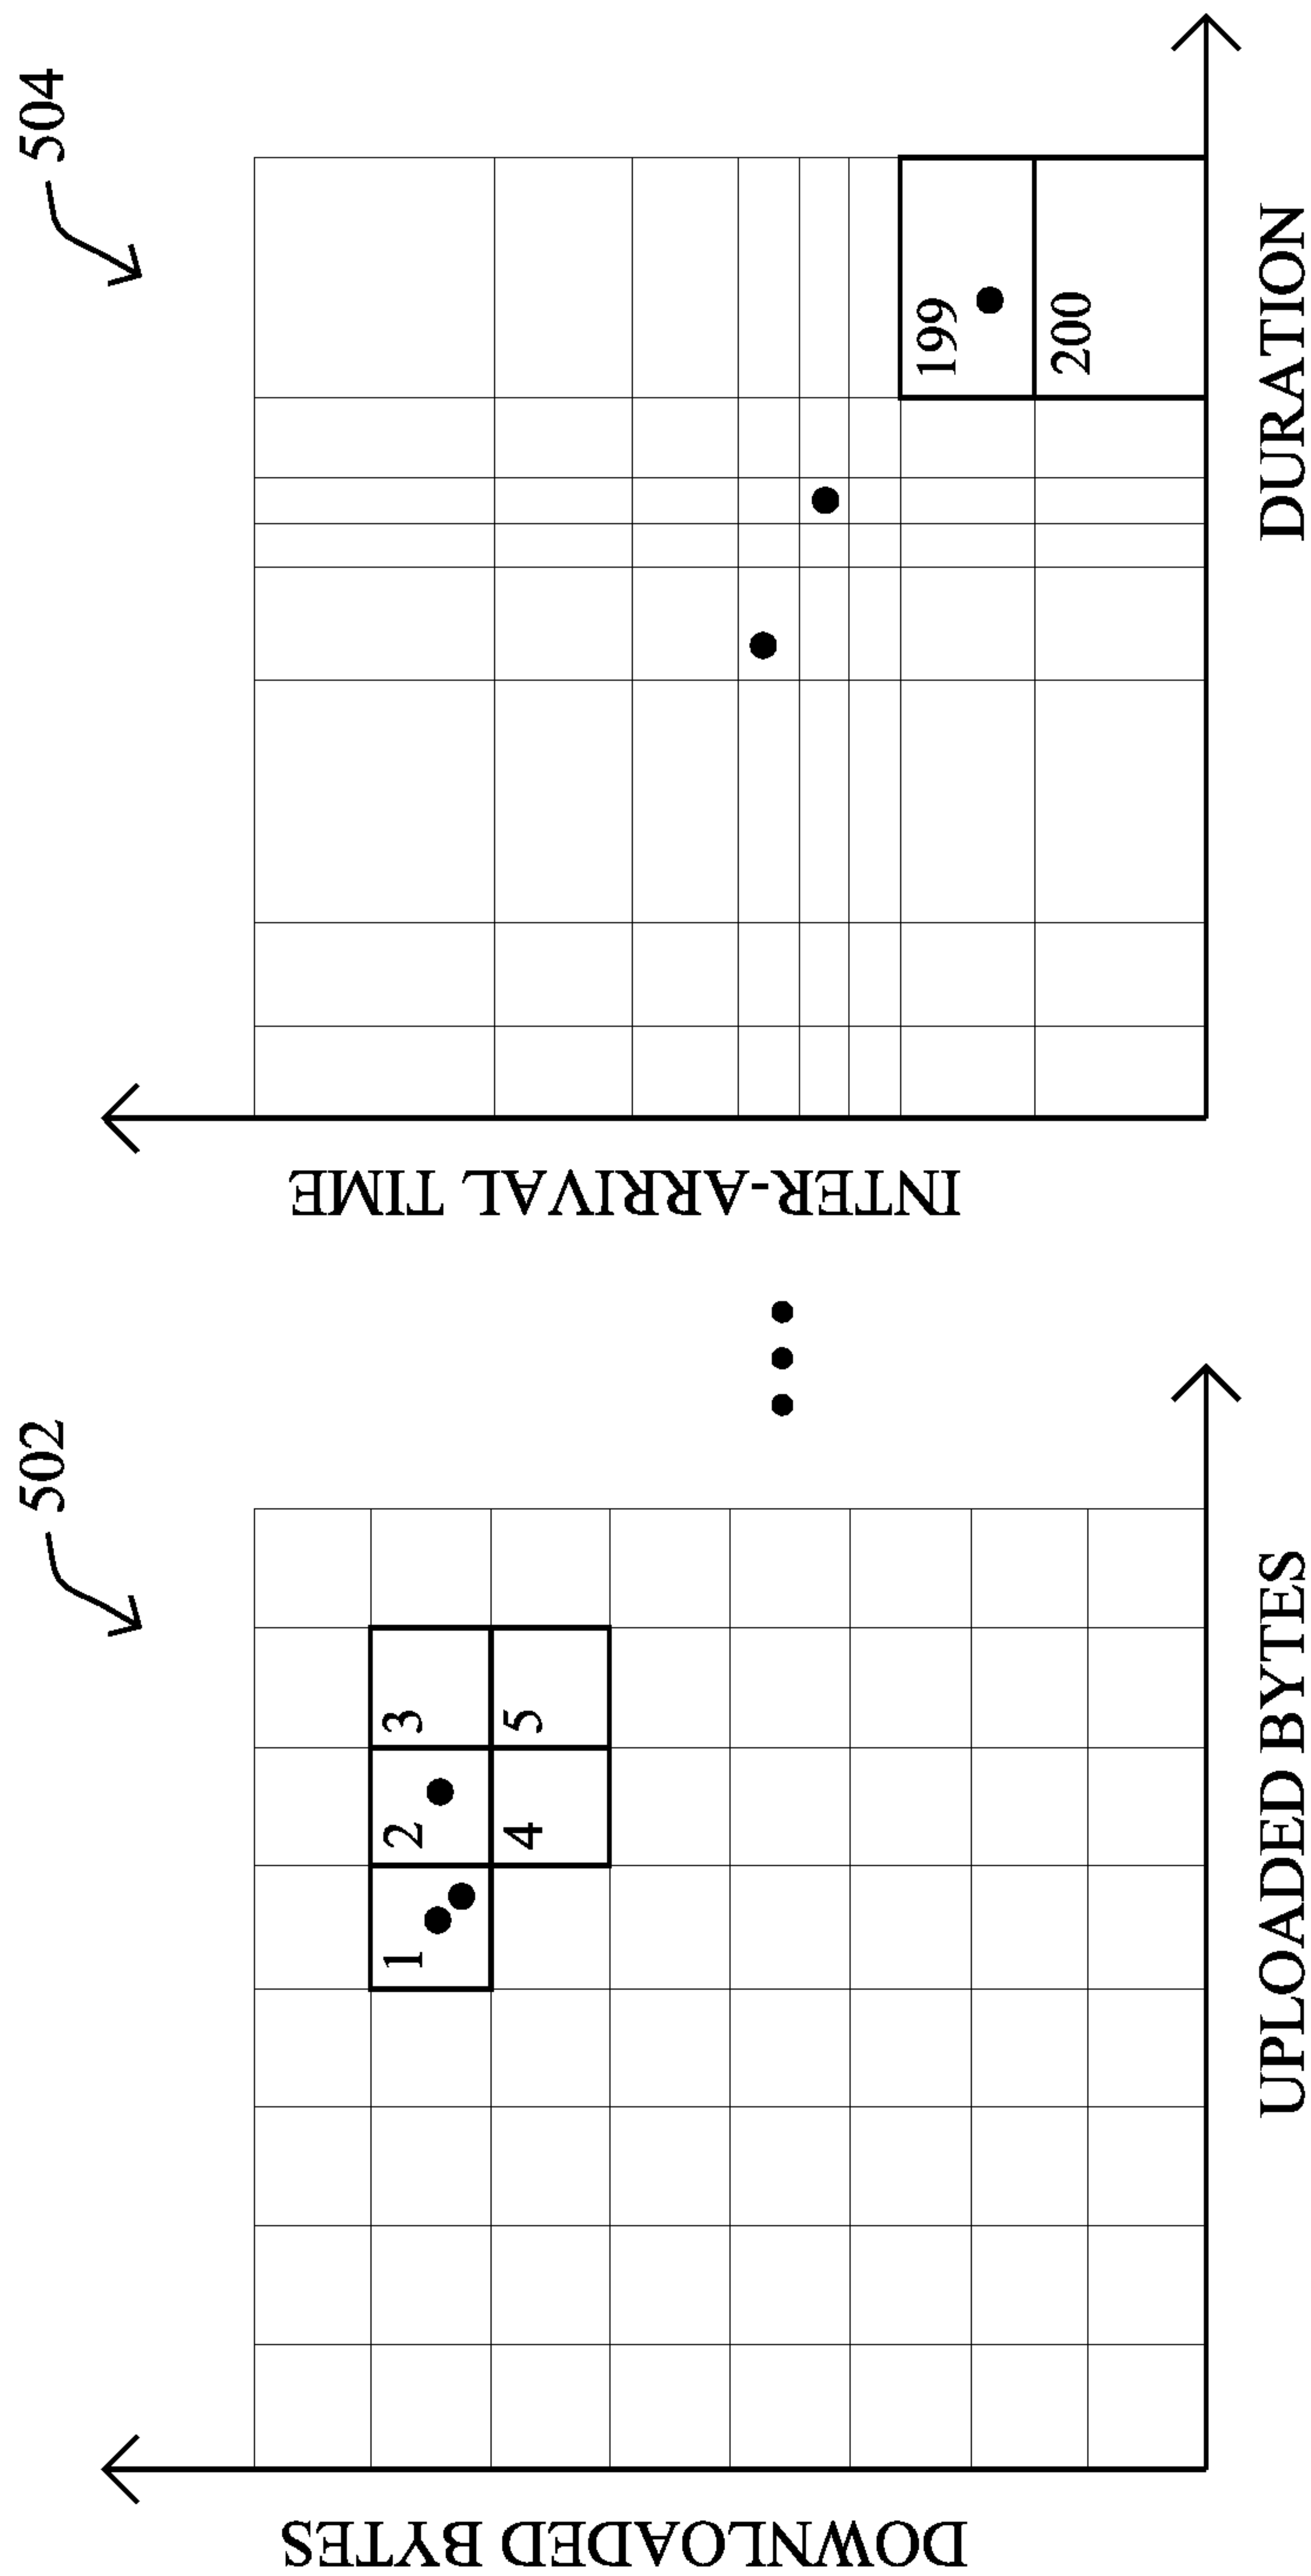 502
DOWNLOADED BYTES
1
2
3
4
5
UPLOADED BYTES
504
INTER-ARRIVAL TIME
199
200
DURATION